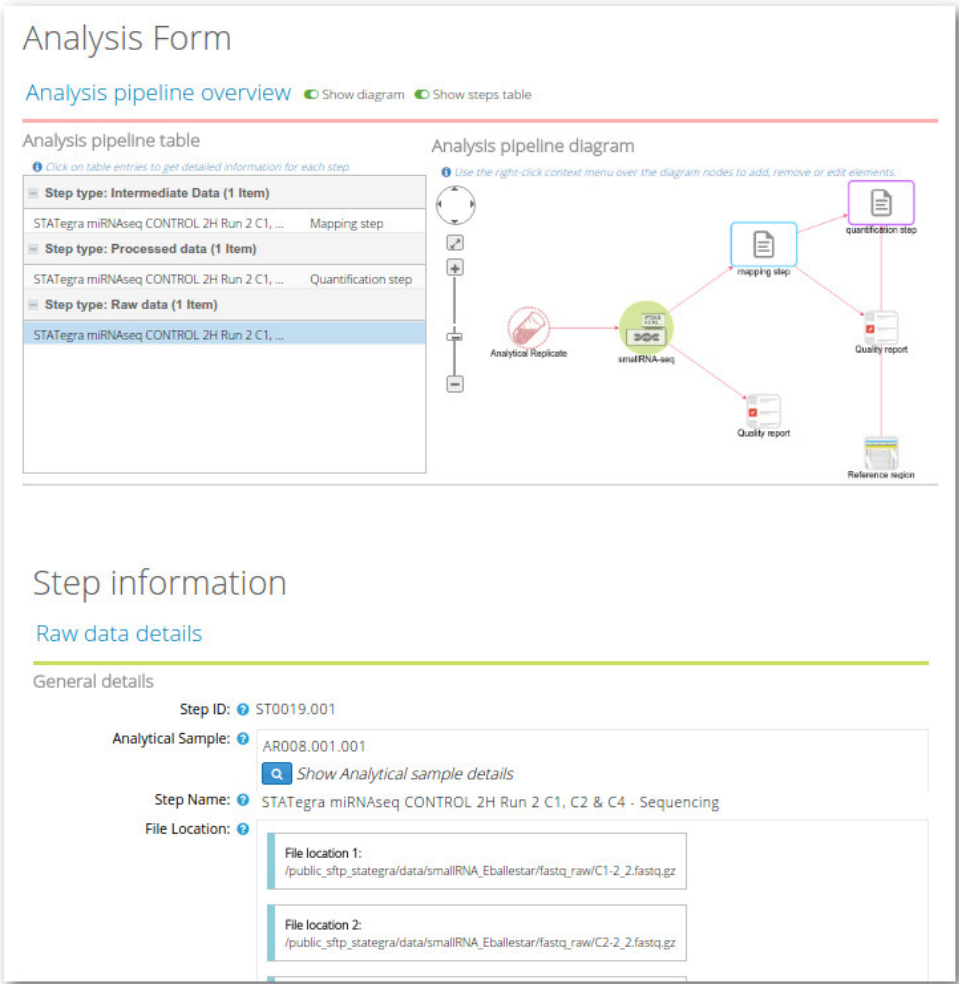 Analysis Form
Analysis pipeline overview Show diagram Show steps table
Analysis pipeline table
Click on table entries to get detailed information for each step.
Step type: Intermediate Data (1 Item)
STATegra miRNAseq CONTROL 2H Run 2 C1, ... Mapping step
Step type: Processed data (1 Item)
STATegra miRNAseq CONTROL 2H Run 2 C1, ... Quantification step
Step type: Raw data (1 Item)
STATegra miRNAseq CONTROL 2H Run 2 C1, ...
Analysis pipeline diagram
Use the right-click context menu over the diagram nodes to add, remove or edit elements.
quantification step
mapping step
Analytical Replicate
smallRNA-seq
Quality report
Quality report
Reference region
Step information
Raw data details
General details
Step ID: ST0019.001
Analytical Sample: AR008.001.001
Show Analytical sample details
Step Name: STATegra miRNAseq CONTROL 2H Run 2 C1, C2 & C4 - Sequencing
File Location:
File location 1:
/public_sftp_stategra/data/smallRNA_Eballestar/fastq_raw/C1-2_2.fastq.gz
File location 2:
/public_sftp_stategra/data/smallRNA_Eballestar/fastq_raw/C2-2_2.fastq.gz